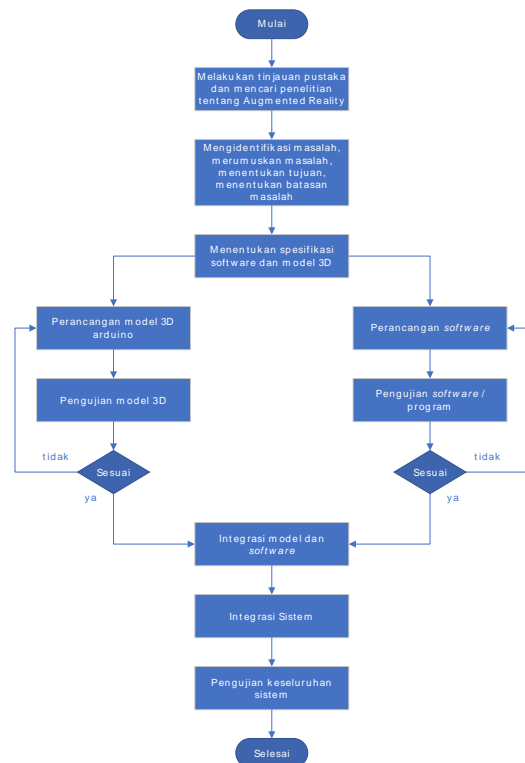 Mulai
Melakukan tinjauan pustaka
dan mencari penelitian
tentang Augmented Reality
Mengidentifikasi masalah,
merumuskan masalah,
menentukan tujuan,
menentukan batasan
masalah
Menentukan spesifikasi
software dan model 3D
Perancangan model 3D
arduino
Perancangan software
Pengujian model 3D
Pengujian software /
program
tidak
Sesuai
ya
Sesuai
tidak
ya
Integrasi model dan
software
Integrasi Sistem
Pengujian keseluruhan
sistem
Selesai